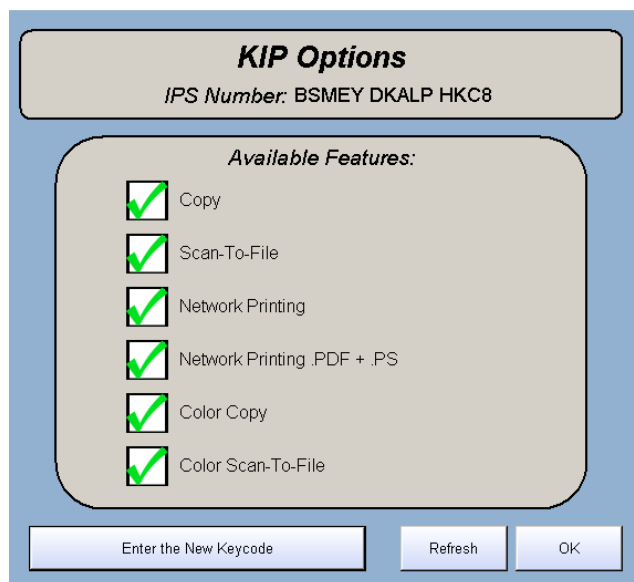 KIP Options
IPS Number: BSMEY DKALP HKC8
Available Features:
Copy
Scan-To-File
Network Printing
Network Printing .PDF + .PS
Color Copy
Color Scan-To-File
Enter the New Keycode Refresh OK